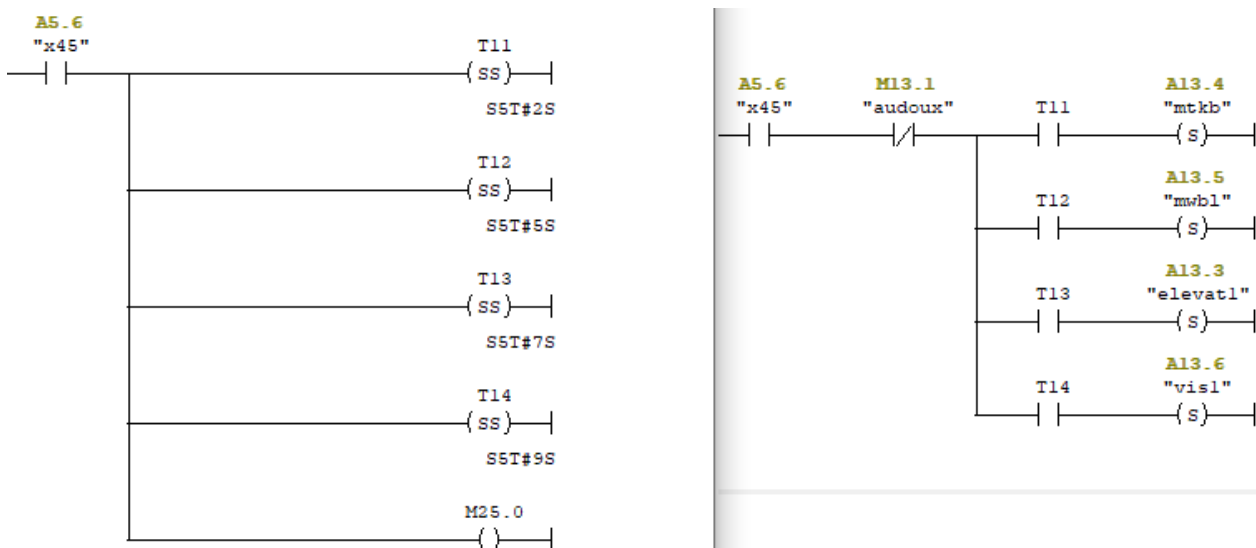 A5.6
"x45"
T11
SS
S5T#2S
T12
SS
S5T#5S
T13
SS
S5T#7S
T14
SS
S5T#9S
M25.0
A5.6
"x45"
M13.1
"audoux"
T11
A13.4
"mtkb"
S
T12
A13.5
"mwbl"
S
T13
A13.3
"elevatl"
S
T14
A13.6
"visl"
S